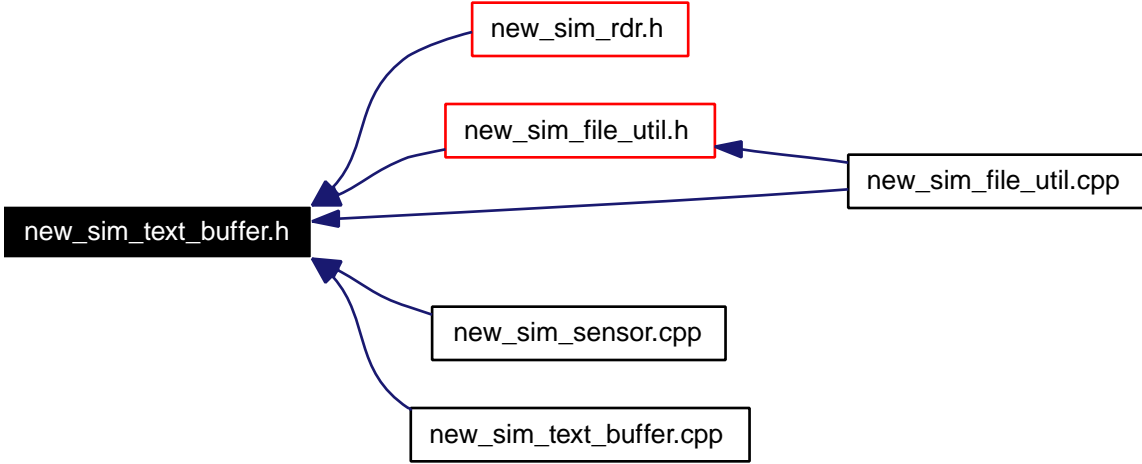 new_sim_rdr.h
new_sim_file_util.h
new_sim_file_util.cpp
new_sim_text_buffer.h
new_sim_sensor.cpp
new_sim_text_buffer.cpp